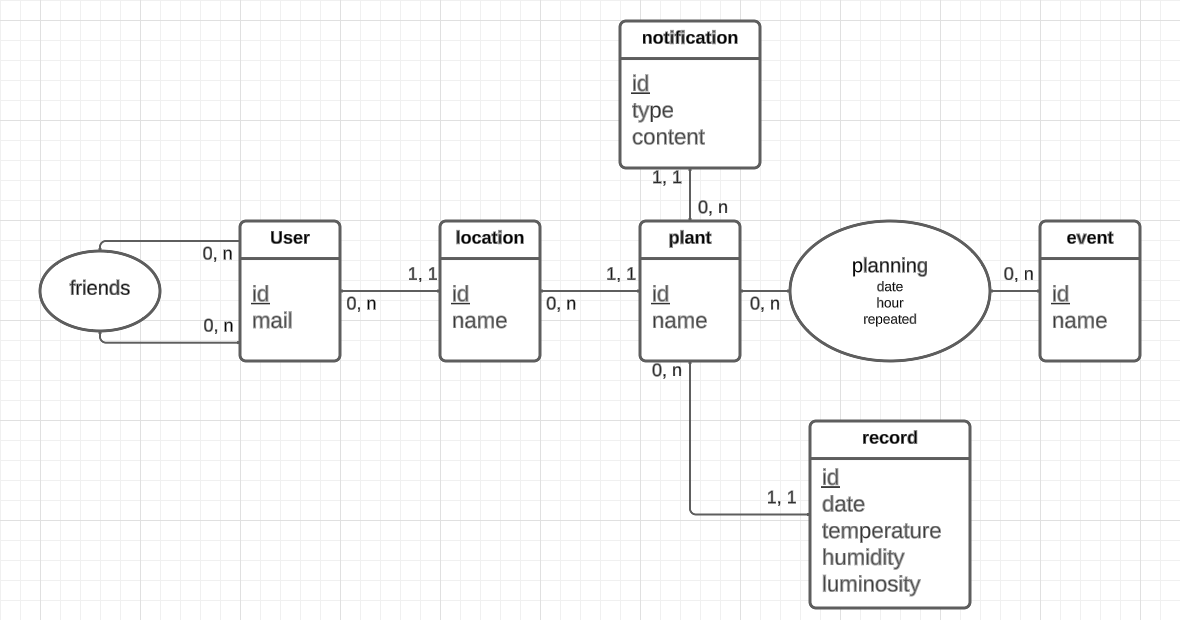 notification
id
type
content
1, 1
0, n
friends
0, n
0, n
User
id
mail
0, n
1, 1
location
id
name
0, n
1, 1
plant
id
name
0, n
0, n
planning
date
hour
repeated
0, n
event
id
name
1, 1
record
id
date
temperature
humidity
luminosity